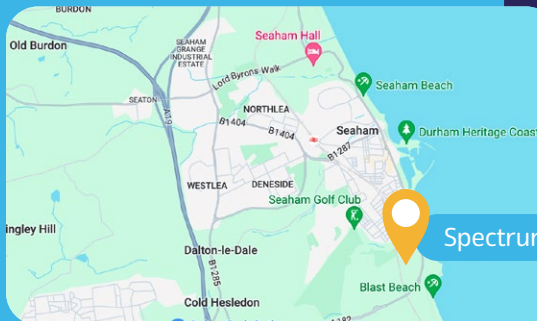 BURDON
Old Burdon
SEAHAM
GRANGE
INDUSTRIAL
ESTATE
Seaham Hall
Lord Byrons Walk
Seaham Beach
SEATON
A19
NORTHLEA
B1404
B1404
Seaham
Durham Heritage Coast
B1287
WESTLEA
DENESIDE
Seaham Golf Club
ingley Hill
Spectrum
Dalton-le-Dale
B1285
Blast Beach
Cold Hesledon
A182